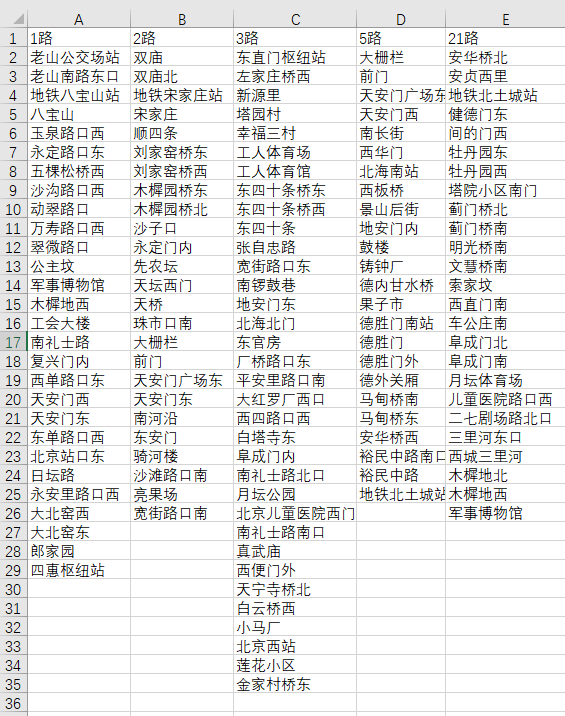 A B C D E
1 1路 2路 3路 5路 21路
2 老山公交场站 双庙 东直门枢纽站 大栅栏 安华桥北
3 老山南路东口 双庙北 左家庄桥西 前门 安贞西里
4 地铁八宝山站 地铁宋家庄站 新源里 天安门广场东 地铁北土城站
5 八宝山 宋家庄 塔园村 天安门西 健德门东
6 玉泉路口西 顺四条 幸福三村 南长街 间的门西
7 永定路口东 刘家窑桥东 工人体育场 西华门 牡丹园东
8 五棵松桥西 刘家窑桥西 工人体育馆 北海南站 牡丹园西
9 沙沟路口西 木樨园桥东 东四十条桥东 西板桥 塔院小区南门
10 动翠路口 木樨园桥北 东四十条桥西 景山后街 蓟门桥北
11 万寿路口西 沙子口 东四十条 地安门内 蓟门桥南
12 翠微路口 永定门内 张自忠路 鼓楼 明光桥南
13 公主坟 先农坛 宽街路口东 铸钟厂 文慧桥南
14 军事博物馆 天坛西门 南锣鼓巷 德内甘水桥 索家坟
15 木樨地西 天桥 地安门东 果子市 西直门南
16 工会大楼 珠市口南 北海北门 德胜门南站 车公庄南
17 南礼士路 大栅栏 东官房 德胜门 阜成门北
18 复兴门内 前门 厂桥路口东 德胜门外 阜成门南
19 西单路口东 天安门广场东 平安里路口南 德外关厢 月坛体育场
20 天安门西 天安门东 大红罗厂西口 马甸桥南 儿童医院路口西
21 天安门东 南河沿 西四路口西 马甸桥东 二七剧场路北口
22 东单路口西 东安门 白塔寺东 安华桥西 三里河东口
23 北京站口东 骑河楼 阜成门内 裕民中路南口 西城三里河
24 日坛路 沙滩路口南 南礼士路北口 裕民中路 木樨地北
25 永安里路口西 亮果场 月坛公园 地铁北土城站 木樨地西
26 大北窑西 宽街路口南 北京儿童医院西门 军事博物馆
27 大北窑东 南礼士路南口
28 郎家园 真武庙
29 四惠枢纽站 西便门外
30 天宁寺桥北
31 白云桥西
32 小马厂
33 北京西站
34 莲花小区
35 金家村桥东
36